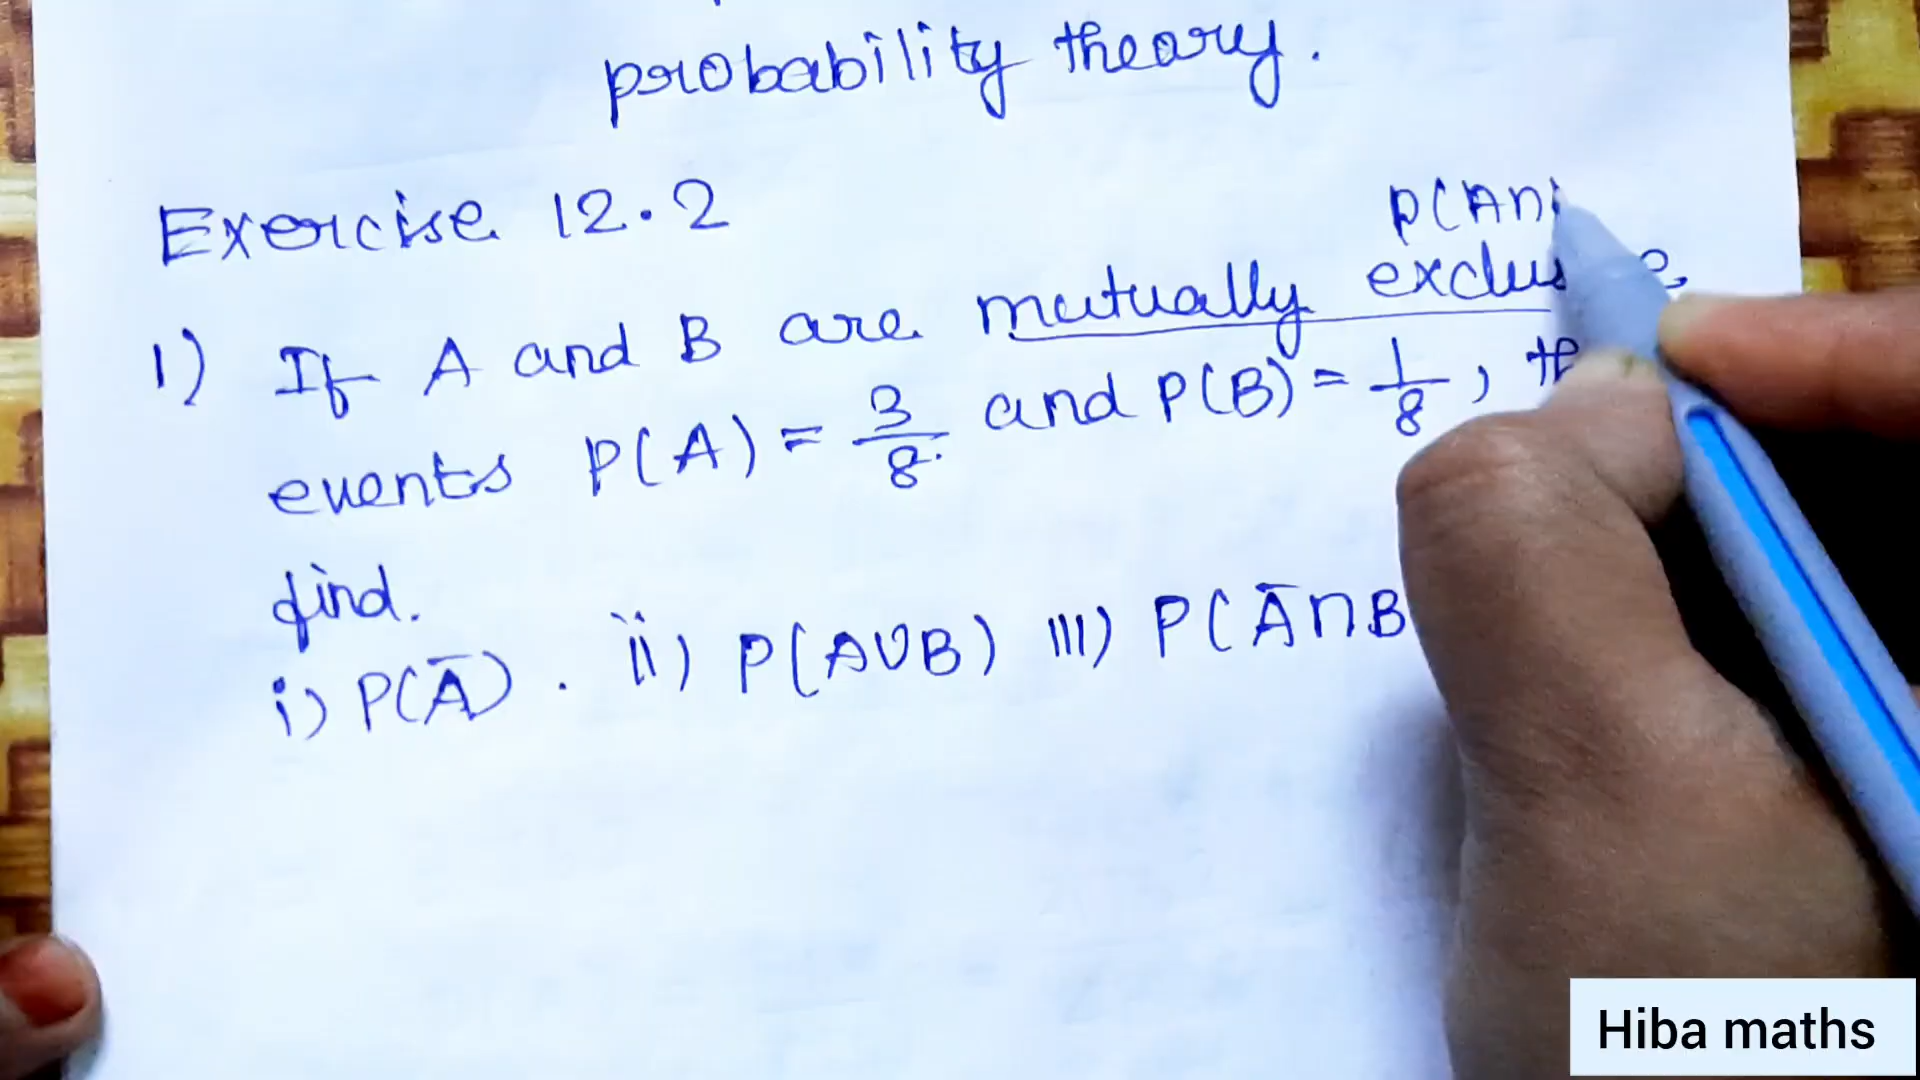 probability theory.
Exercise 12.2
P(A∩
1) If A and B are mutually
events P(A) = 3/8 and P(B) = 1/8,
find.
i) P(Ā). ii) P(A∪B) III) P(Ā∩B
Hiba maths